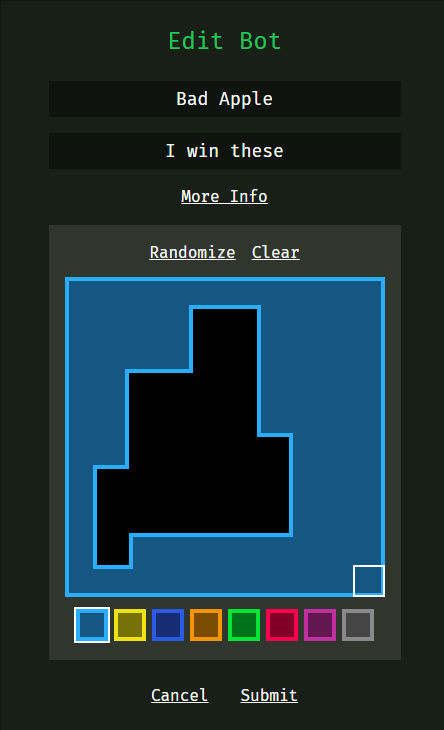 Edit Bot
Bad Apple
I win these
More Info
Randomize Clear
Cancel Submit